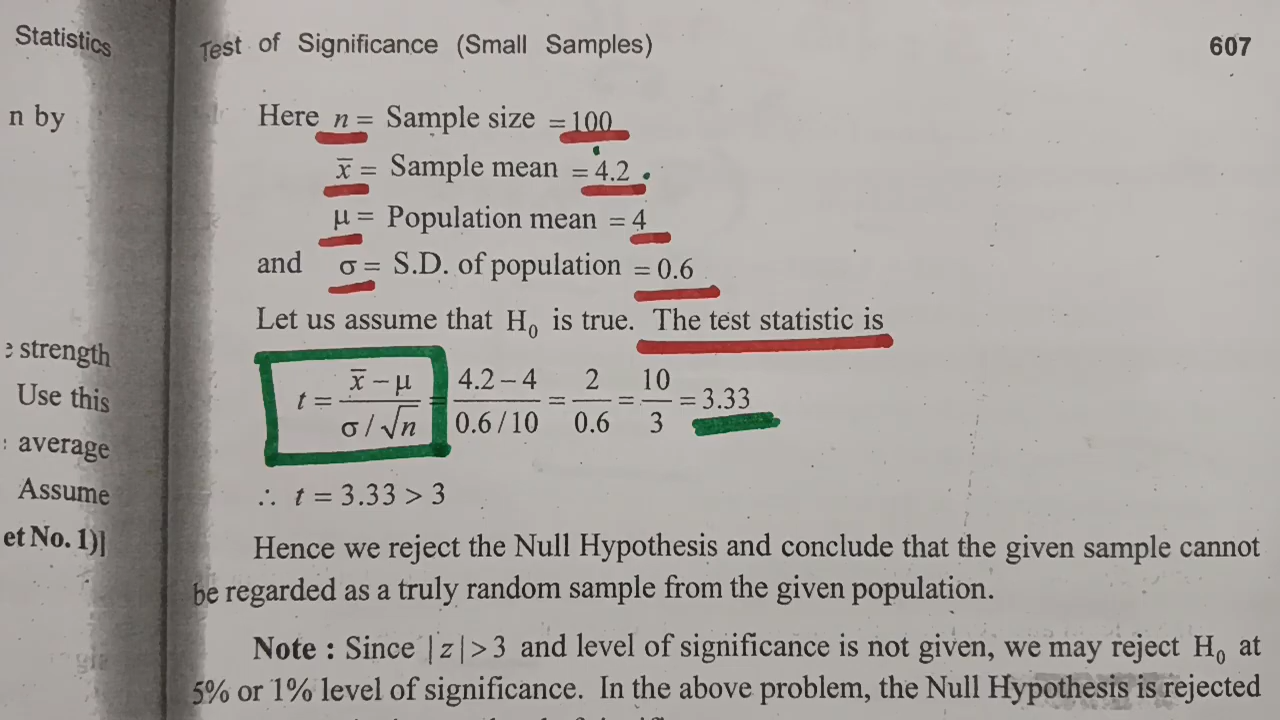 Statistics
n by
e strength
Use this
average
Assume
et No. 1)]
Test of Significance (Small Samples) 607
Here n = Sample size = 100
x̄ = Sample mean = 4.2
μ = Population mean = 4
and σ = S.D. of population = 0.6
Let us assume that H₀ is true. The test statistic is
t = (x̄ − μ)/(σ/√n) = (4.2 − 4)/(0.6/10) = 2/0.6 = 10/3 = 3.33
∴ t = 3.33 > 3
Hence we reject the Null Hypothesis and conclude that the given sample cannot
be regarded as a truly random sample from the given population.
Note : Since |z| > 3 and level of significance is not given, we may reject H₀ at
5% or 1% level of significance. In the above problem, the Null Hypothesis is rejected